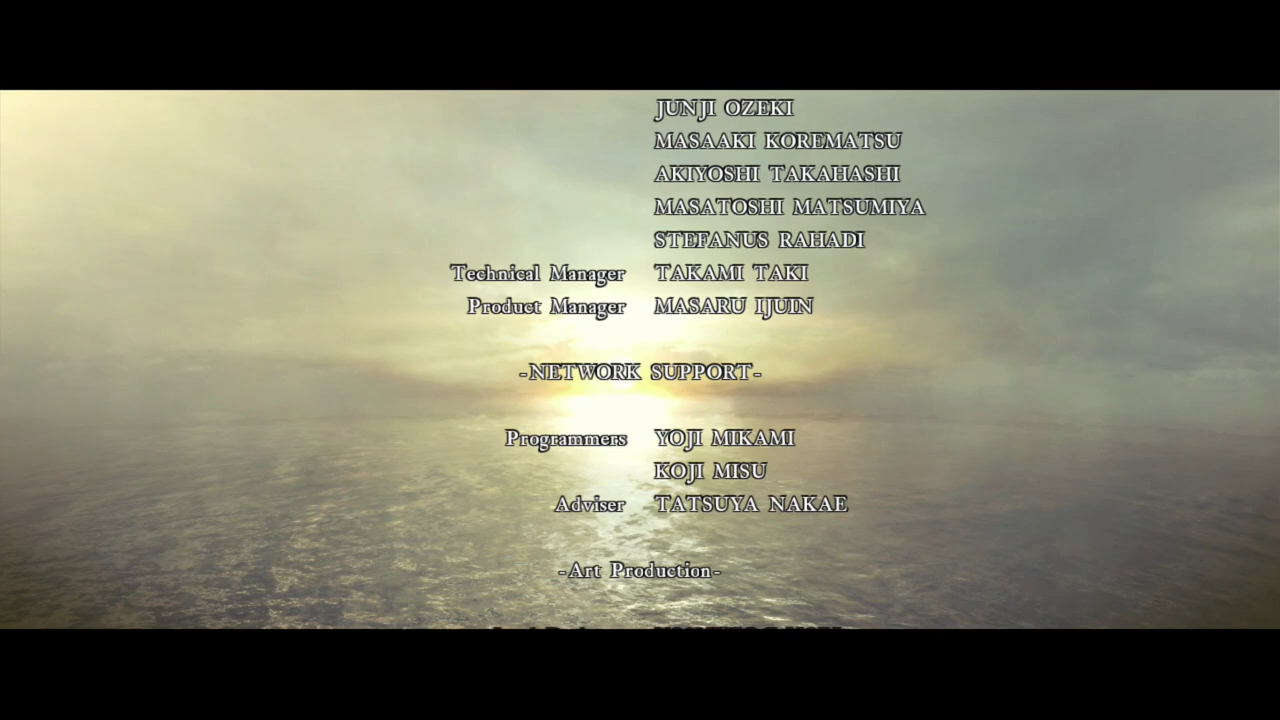 JUNJI OZEKI
MASAAKI KOREMATSU
AKIYOSHI TAKAHASHI
MASATOSHI MATSUMIYA
STEFANUS RAHADI
Technical Manager TAKAMI TAKI
Product Manager MASARU IJUIN
-NETWORK SUPPORT-
Programmers YOJI MIKAMI
KOJI MISU
Adviser TATSUYA NAKAE
-Art Production-